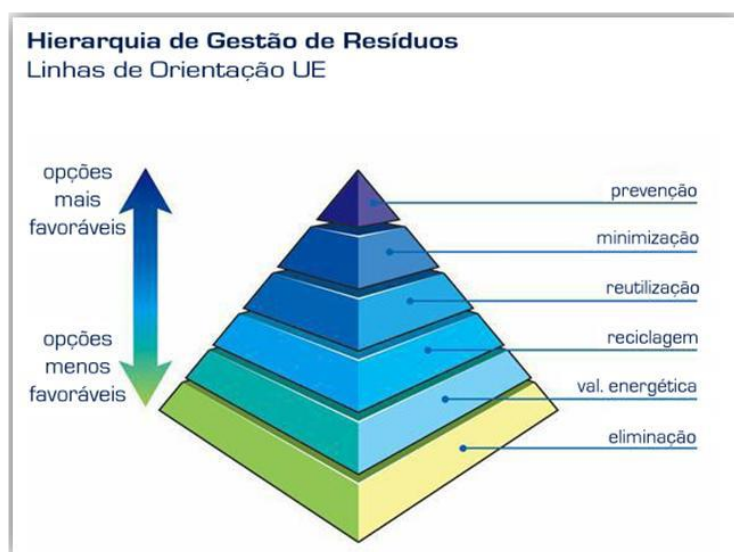 Hierarquia de Gestão de Resíduos
Linhas de Orientação UE
opções
mais
favoráveis
opções
menos
favoráveis
prevenção
minimização
reutilização
reciclagem
val. energética
eliminação